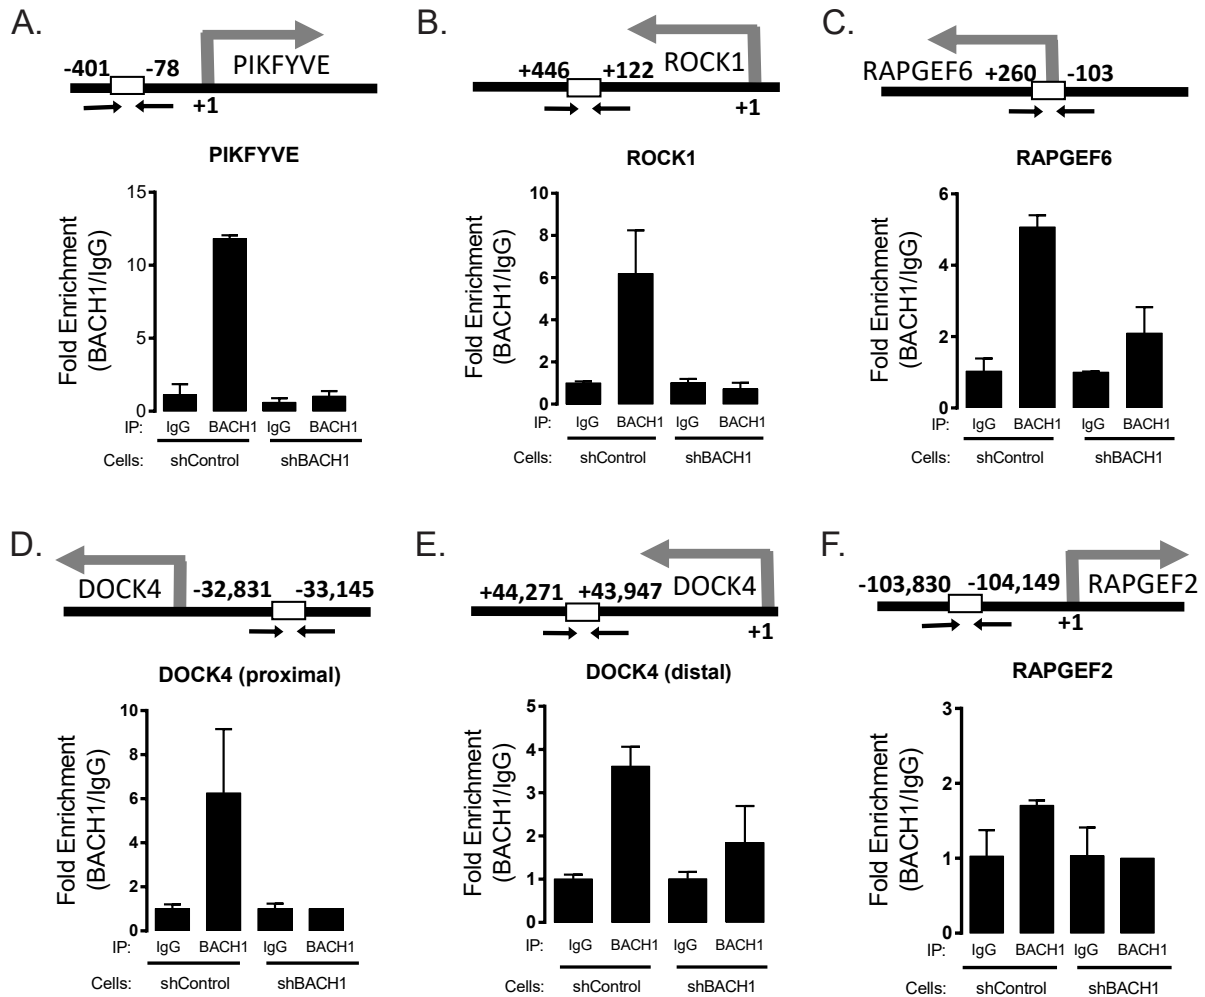 A.
-401 -78 PIKFYVE
+1
PIKFYVE
Fold Enrichment
(BACH1/IgG)
15
10
5
0
IP: IgG BACH1 IgG BACH1
Cells: shControl shBACH1
B.
+446 +122 ROCK1
+1
ROCK1
Fold Enrichment
(BACH1/IgG)
10
8
6
4
2
0
IP: IgG BACH1 IgG BACH1
Cells: shControl shBACH1
C.
RAPGEF6 +260 -103
RAPGEF6
Fold Enrichment
(BACH1/IgG)
6
4
2
0
IP: IgG BACH1 IgG BACH1
Cells: shControl shBACH1
D.
DOCK4 -32,831 -33,145
DOCK4 (proximal)
Fold Enrichment
(BACH1/IgG)
10
8
6
4
2
0
IP: IgG BACH1 IgG BACH1
Cells: shControl shBACH1
E.
+44,271 +43,947 DOCK4
+1
DOCK4 (distal)
Fold Enrichment
(BACH1/IgG)
5
4
3
2
1
0
IP: IgG BACH1 IgG BACH1
Cells: shControl shBACH1
F.
-103,830 -104,149 RAPGEF2
+1
RAPGEF2
Fold Enrichment
(BACH1/IgG)
3
2
1
0
IP: IgG BACH1 IgG BACH1
Cells: shControl shBACH1